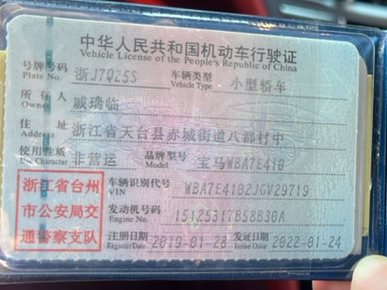 中华人民共和国机动车行驶证
Vehicle License of the People's Republic of China
号牌号码 Plate No. 浙J7Q25S 车辆类型 Vehicle Type 小型轿车
所有人 Owner 戚璃临
住址 Address 浙江省天台县赤城街道八都村中
使用性质 Use Character 非营运 品牌型号 Model 宝马WBA7E410
浙江省台州 车辆识别代号 VIN WBA7E4102JGV29719
市公安局交 发动机号码 Engine No. 15125317B58B30A
通警察支队 注册日期 Register Date 2019-01-28 发证日期 Issue Date 2022-01-24